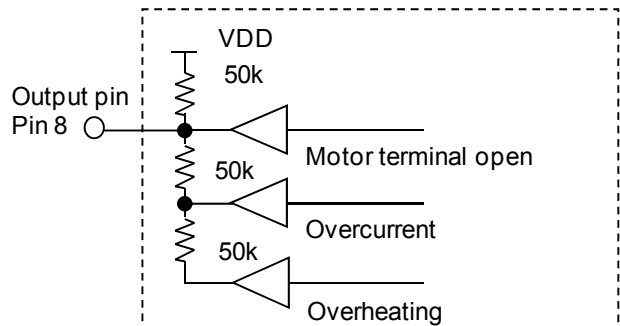 VDD
50k
Output pin
Pin 8
Motor terminal open
50k
Overcurrent
50k
Overheating